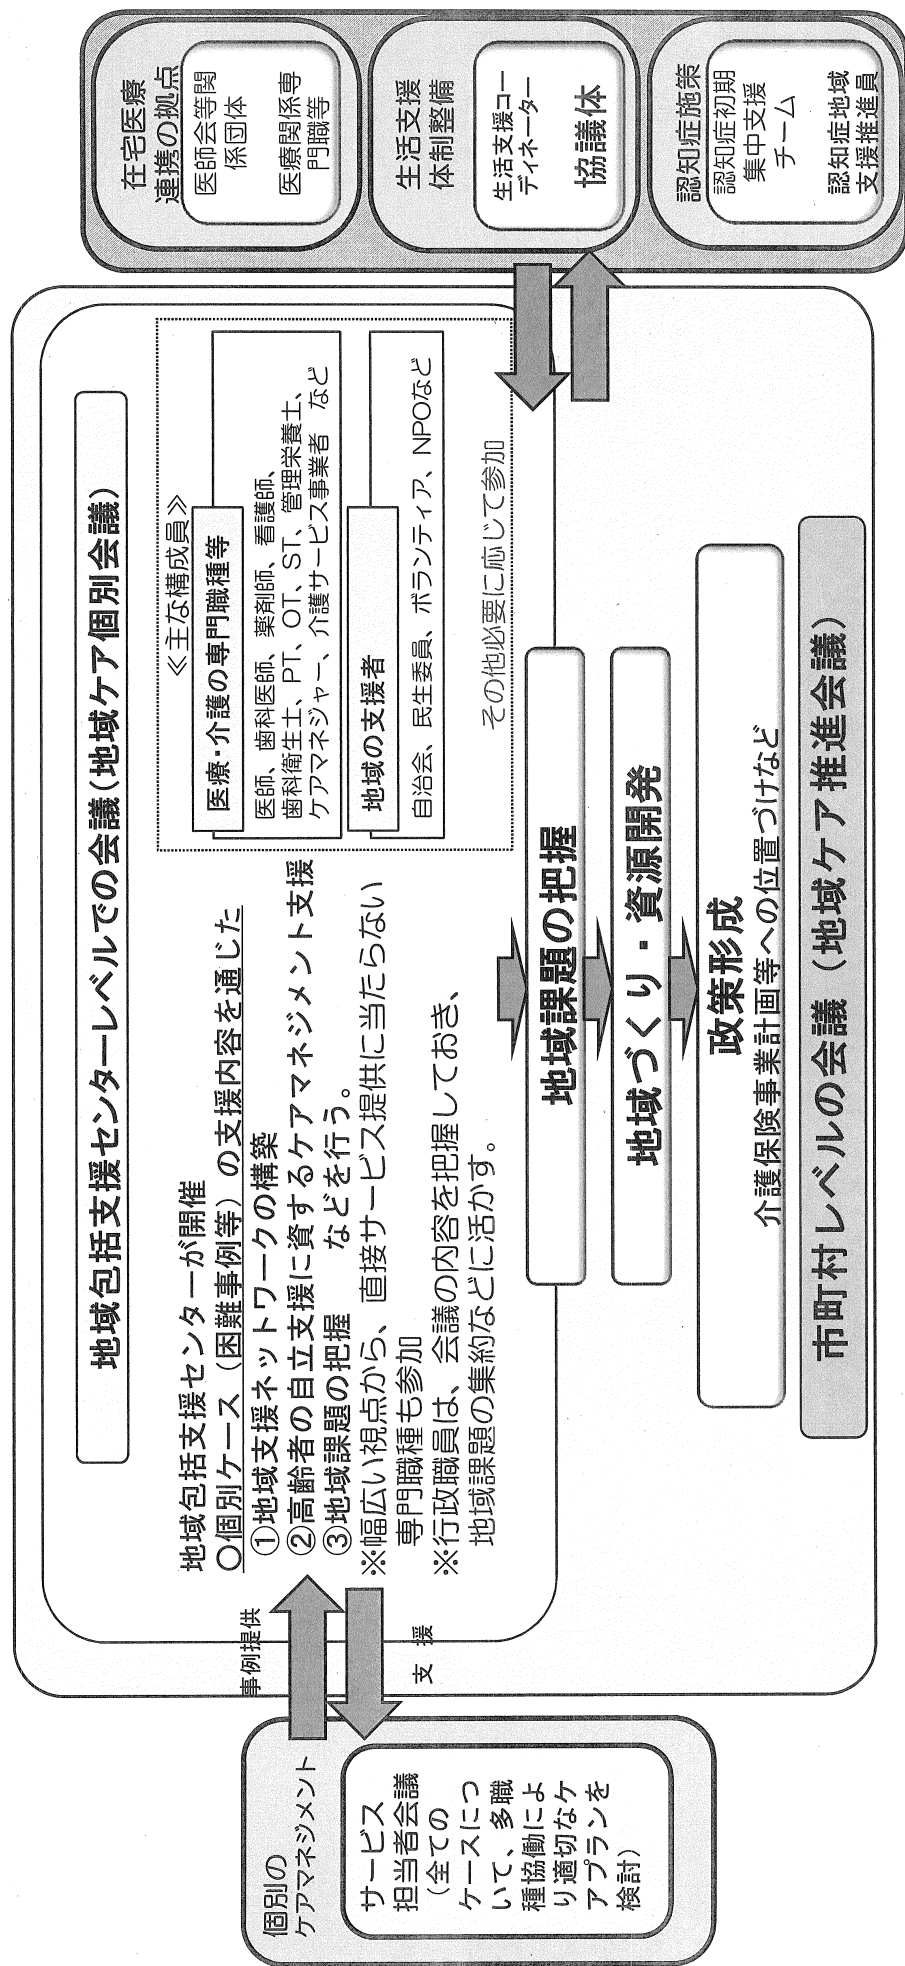 個別の
ケアマネジメント
サービス
担当者会議
（全ての
ケースにつ
いて、多職
種協働によ
り適切なケ
アプランを
検討）
事例提供
支　援
地域包括支援センターレベルでの会議（地域ケア個別会議）
地域包括支援センターが開催
○個別ケース（困難事例等）の支援内容を通じた
①地域支援ネットワークの構築
②高齢者の自立支援に資するケアマネジメント支援
③地域課題の把握　などを行う。
※幅広い視点から、直接サービス提供に当たらない
専門職種も参加
※行政職員は、会議の内容を把握しておき、
地域課題の集約などに活かす。
≪主な構成員≫
医療・介護の専門職種等
医師、歯科医師、薬剤師、看護師、
歯科衛生士、PT、OT、ST、管理栄養士、
ケアマネジャー、介護サービス事業者　など
地域の支援者
自治会、民生委員、ボランティア、NPOなど
その他必要に応じて参加
地域課題の把握
地域づくり・資源開発
政策形成
介護保険事業計画等への位置づけなど
市町村レベルの会議（地域ケア推進会議）
在宅医療
連携の拠点
医師会等関
係団体
医療関係専
門職等
生活支援
体制整備
生活支援コー
ディネーター
協議体
認知症施策
認知症初期
集中支援
チーム
認知症地域
支援推進員